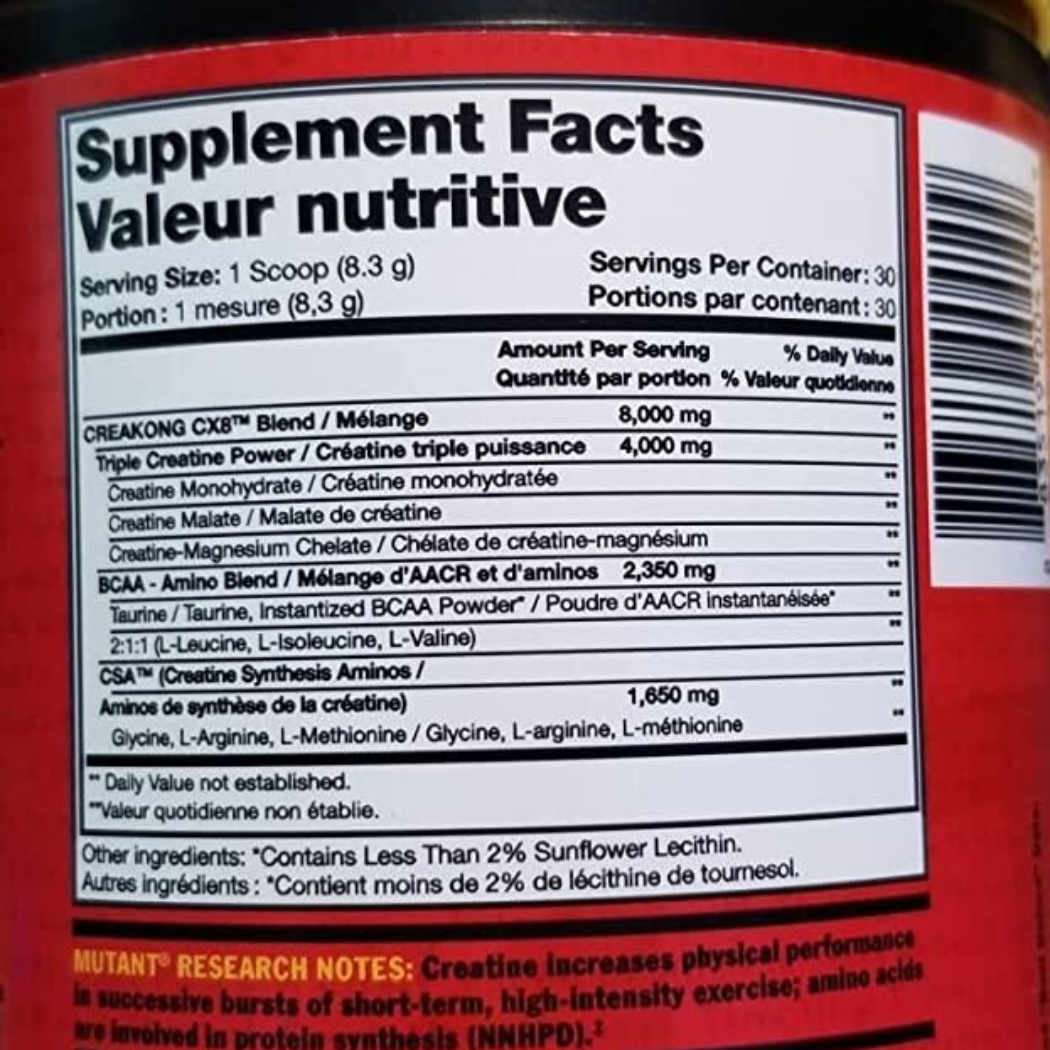 Supplement Facts
Valeur nutritive
Serving Size: 1 Scoop (8.3 g)
Portion : 1 mesure (8,3 g)
Servings Per Container: 30
Portions par contenant : 30
Amount Per Serving % Daily Value
Quantité par portion % Valeur quotidienne
CREAKONG CX8™ Blend / Mélange 8,000 mg **
Triple Creatine Power / Créatine triple puissance 4,000 mg **
Creatine Monohydrate / Créatine monohydratée **
Creatine Malate / Malate de créatine **
Creatine-Magnesium Chelate / Chélate de créatine-magnésium **
BCAA - Amino Blend / Mélange d'AACR et d'aminos 2,350 mg **
Taurine / Taurine, Instantized BCAA Powder* / Poudre d'AACR instantanéisée* **
2:1:1 (L-Leucine, L-Isoleucine, L-Valine) **
CSA™ (Creatine Synthesis Aminos /
Aminos de synthèse de la créatine) 1,650 mg **
Glycine, L-Arginine, L-Methionine / Glycine, L-arginine, L-méthionine **
** Daily Value not established.
**Valeur quotidienne non établie.
Other ingredients: *Contains Less Than 2% Sunflower Lecithin.
Autres ingrédients : *Contient moins de 2% de lécithine de tournesol.
MUTANT® RESEARCH NOTES: Creatine increases physical performance
in successive bursts of short-term, high-intensity exercise; amino acids
are involved in protein synthesis (NNHPD).‡